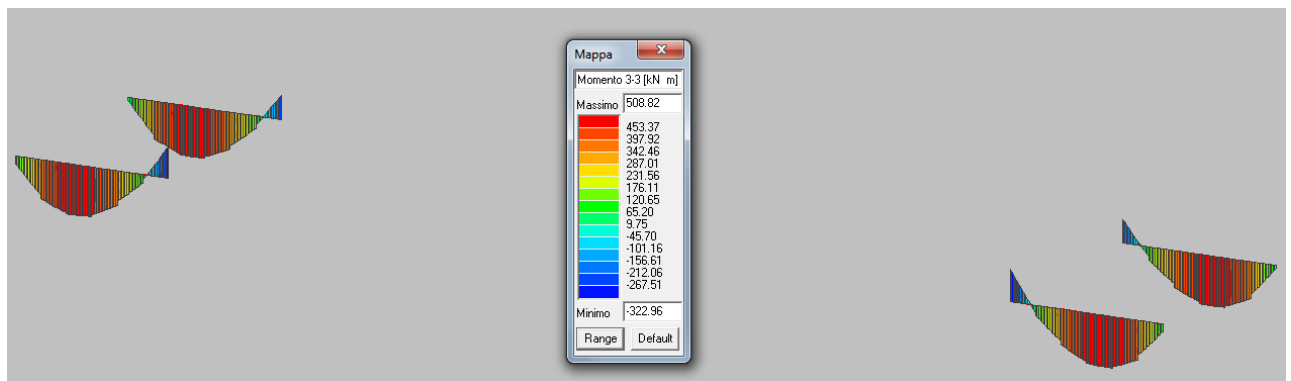 Mappa
Momento 3-3 [kN m]
Massimo 508.82
453.37
397.92
342.46
287.01
231.56
176.11
120.65
65.20
9.75
-45.70
-101.16
-156.61
-212.06
-267.51
Minimo -322.96
Range Default